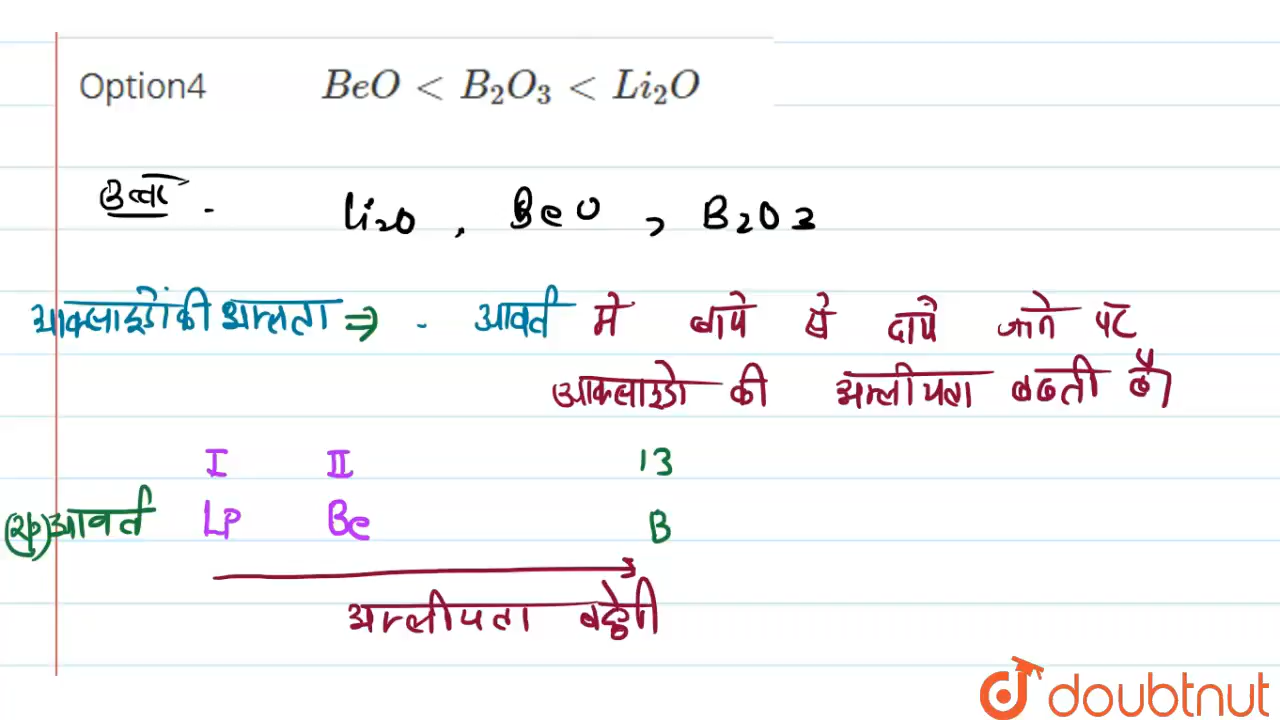 Option4 BeO < B₂O₃ < Li₂O
उत्तर -
Li₂O , BeO , B₂O₃
आक्साइडों की अम्लता ⇒ - आवर्त में बायें से दायें जाने पर
आक्साइडो की अम्लीयता बढती है।
I II 13
आवर्त Li Be B
अम्लीयता बढ़ेगी
doubtnut